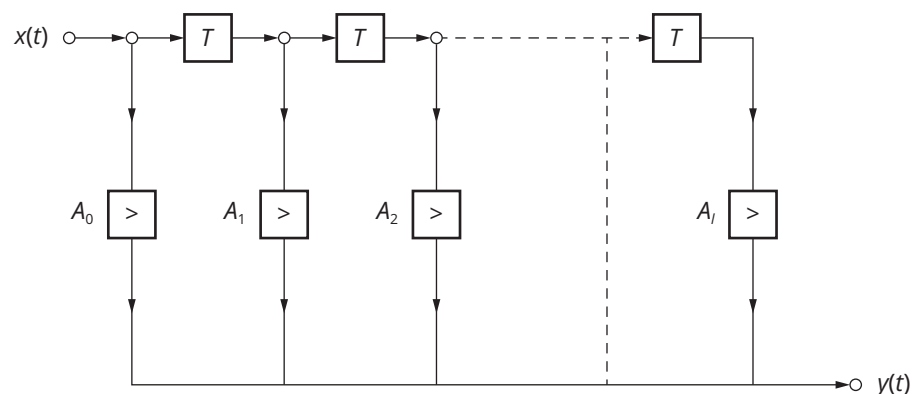 x(t) T T T
A₀ > A₁ > A₂ > Aₗ >
y(t)